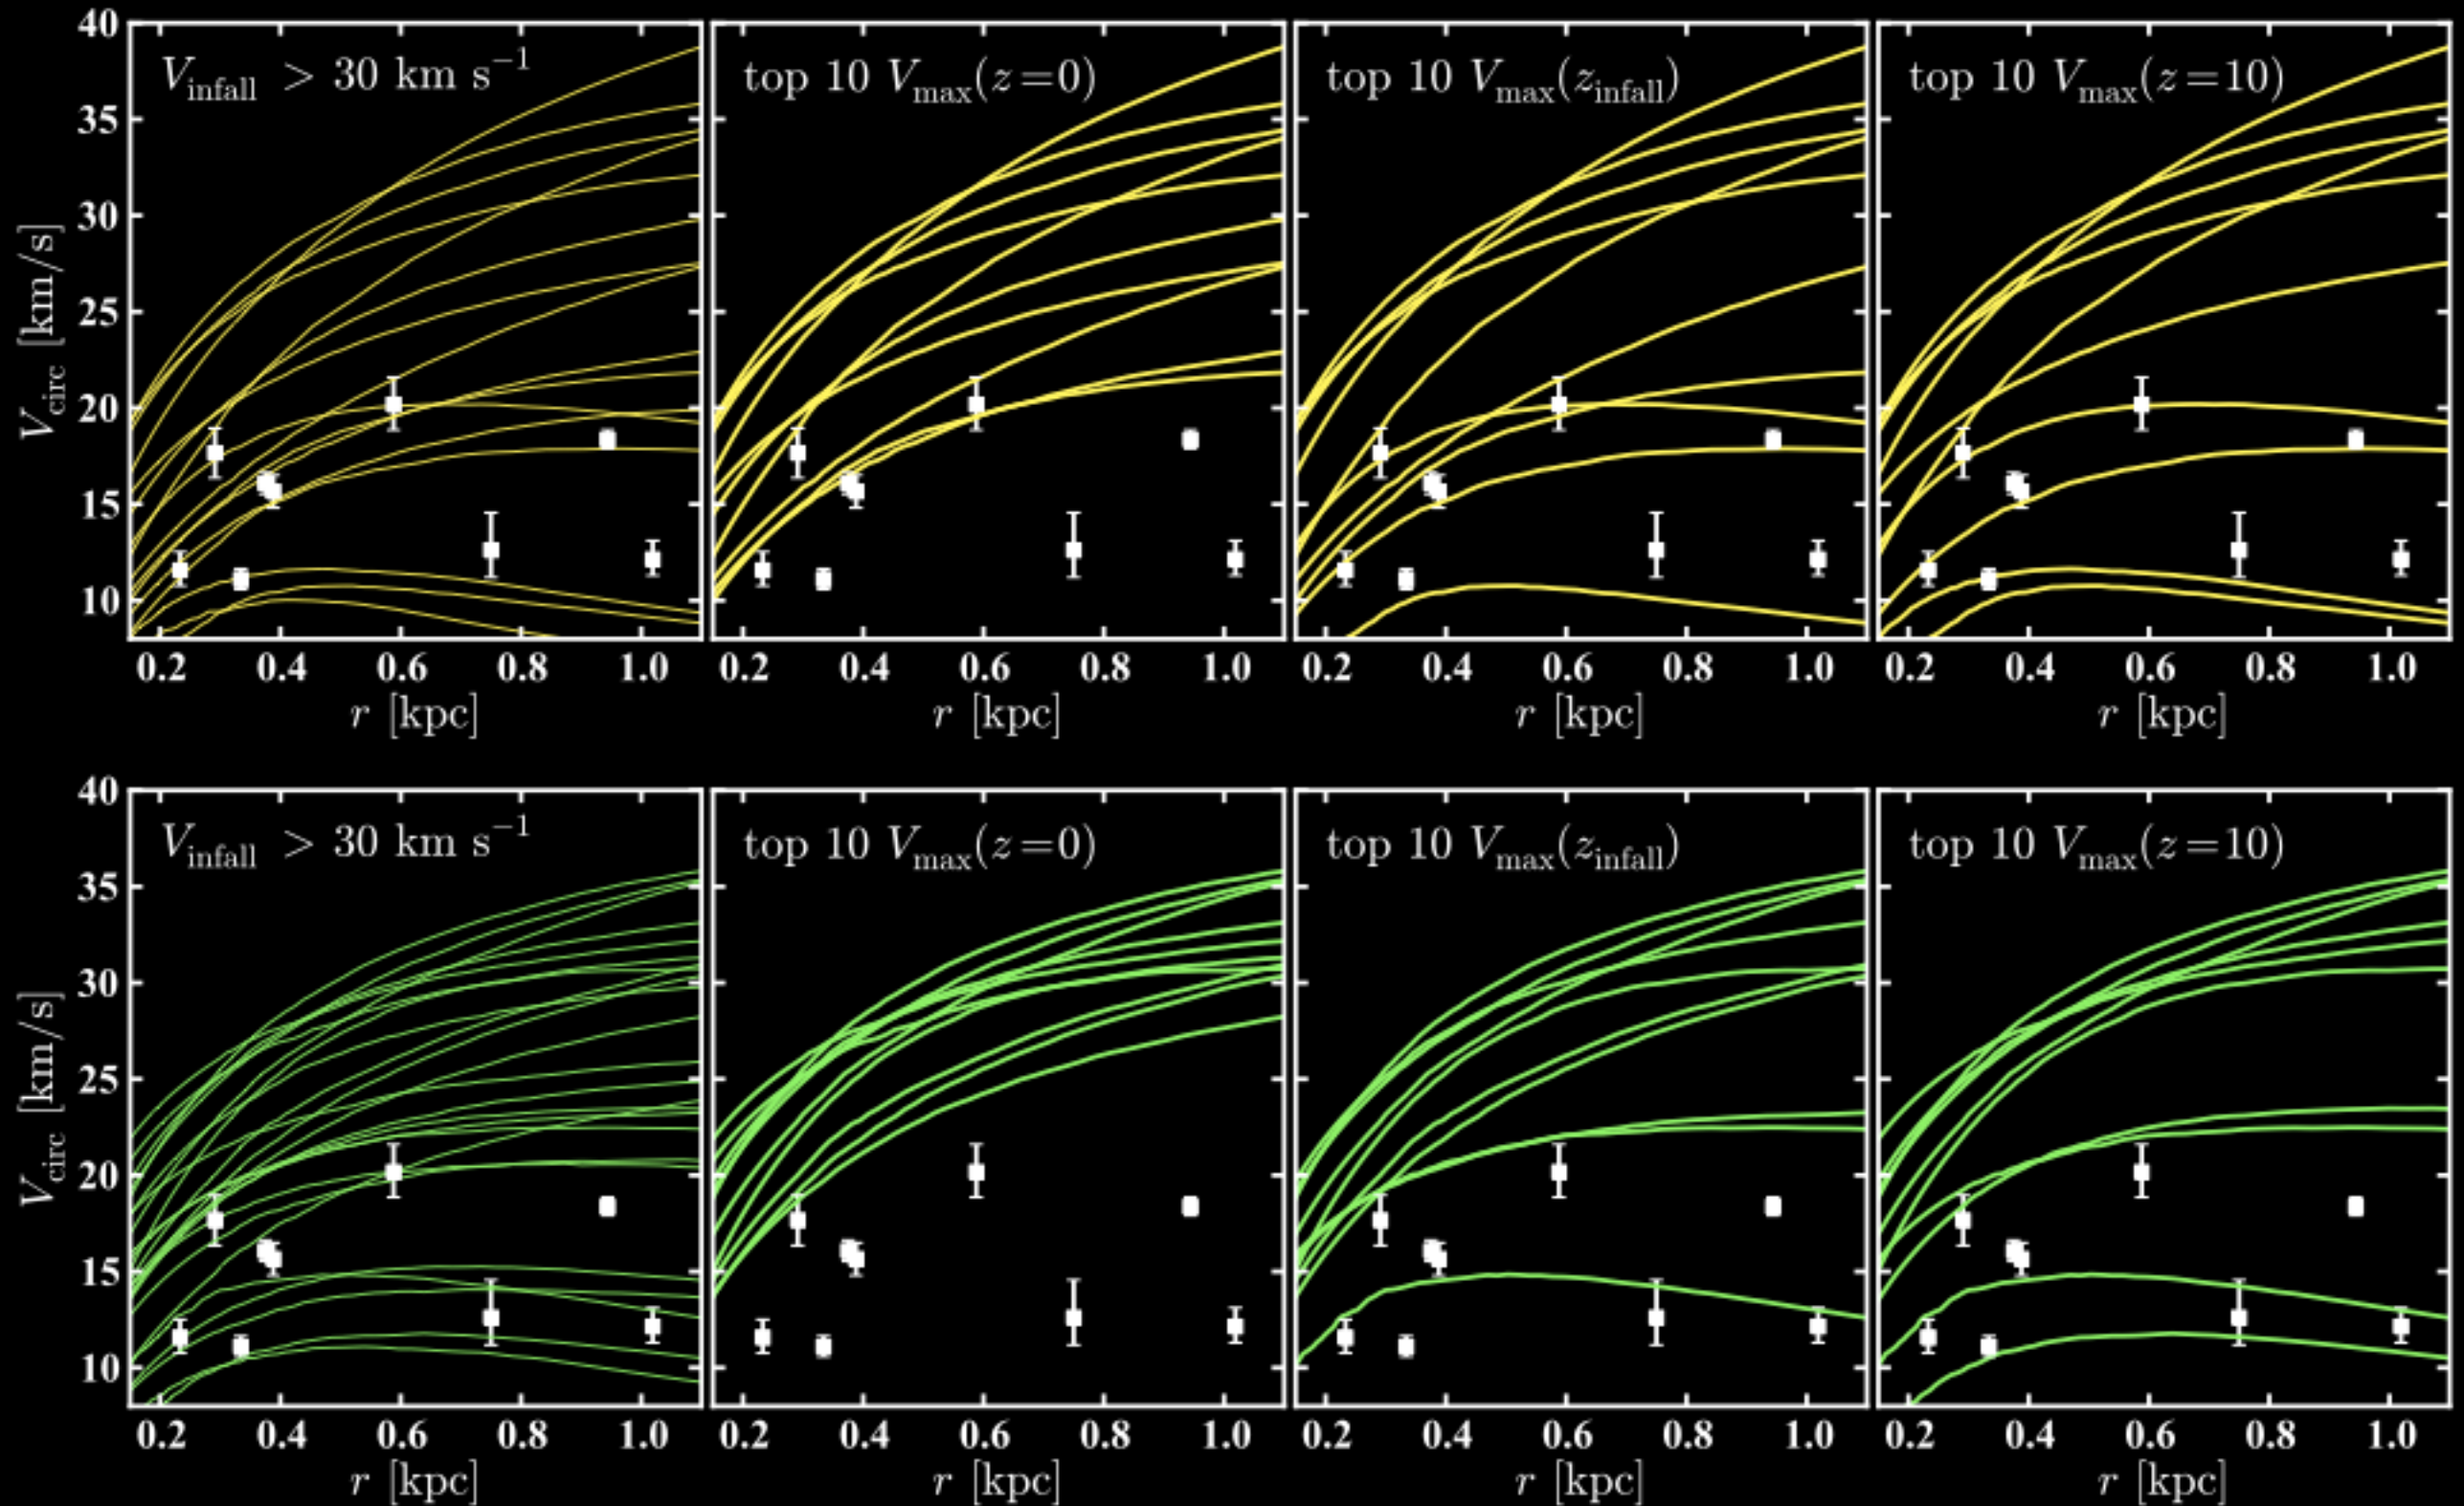 V_infall > 30 km s^−1
top 10 V_max(z=0)
top 10 V_max(z_infall)
top 10 V_max(z=10)
40
35
30
25
20
15
10
V_circ [km/s]
0.2 0.4 0.6 0.8 1.0
0.2 0.4 0.6 0.8 1.0
0.2 0.4 0.6 0.8 1.0
0.2 0.4 0.6 0.8 1.0
r [kpc]
r [kpc]
r [kpc]
r [kpc]
V_infall > 30 km s^−1
top 10 V_max(z=0)
top 10 V_max(z_infall)
top 10 V_max(z=10)
40
35
30
25
20
15
10
V_circ [km/s]
0.2 0.4 0.6 0.8 1.0
0.2 0.4 0.6 0.8 1.0
0.2 0.4 0.6 0.8 1.0
0.2 0.4 0.6 0.8 1.0
r [kpc]
r [kpc]
r [kpc]
r [kpc]